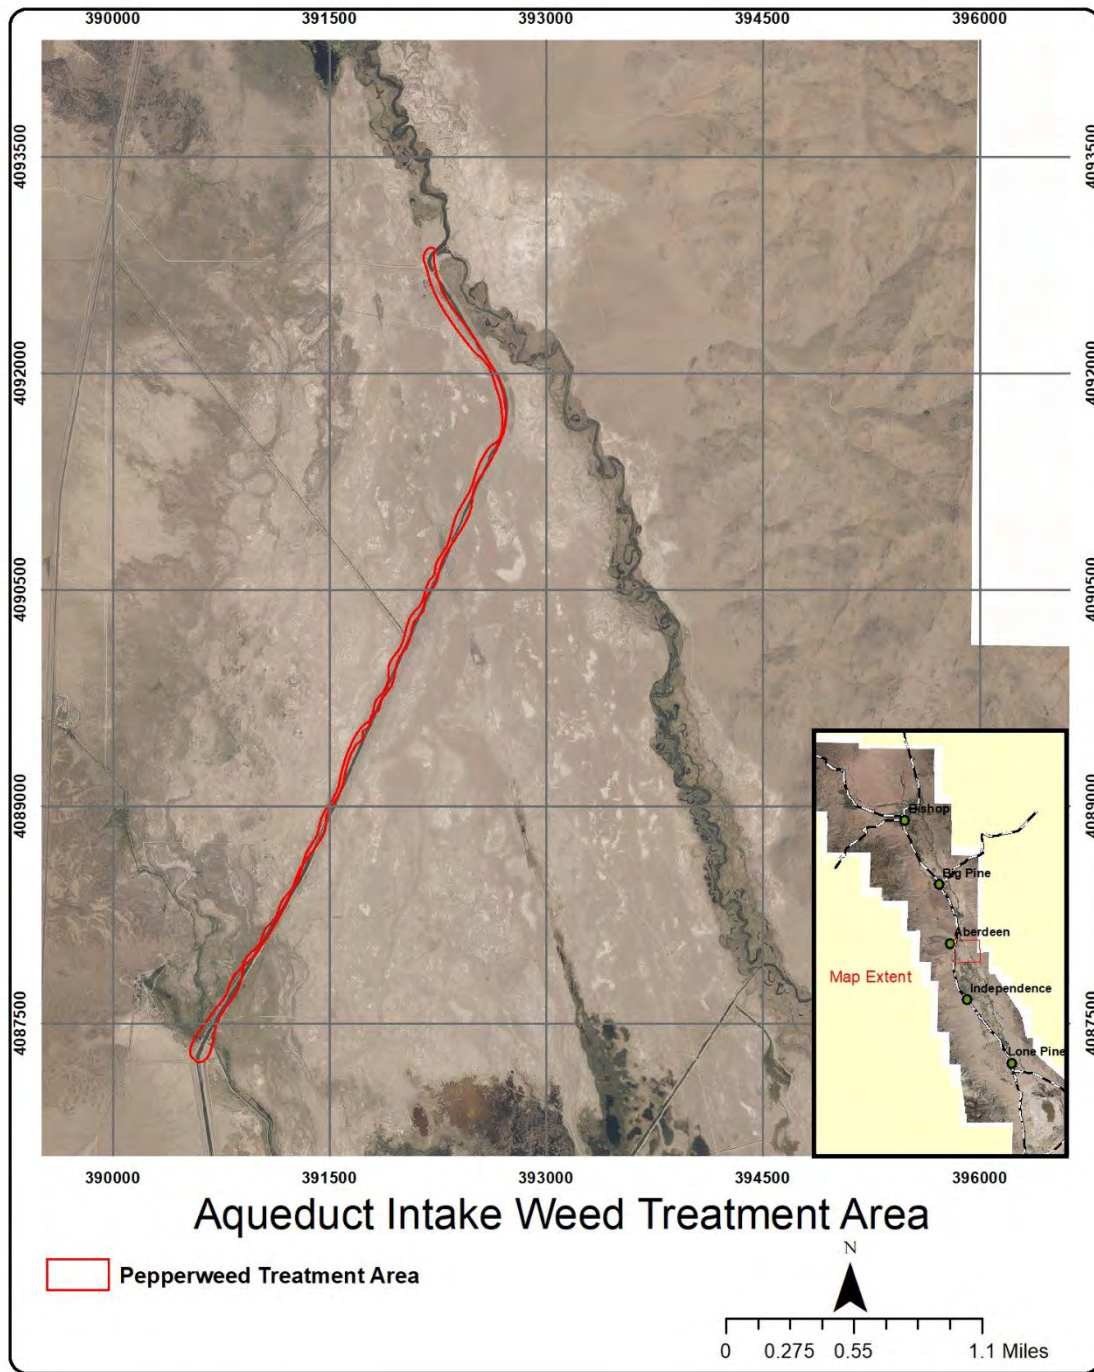 390000 391500 393000 394500 396000
4093500 4093500
4092000 4092000
4090500 4090500
4089000 4089000
4087500 4087500
Bishop
Big Pine
Aberdeen
Map Extent
Independence
Lone Pine
390000 391500 393000 394500 396000
Aqueduct Intake Weed Treatment Area
Pepperweed Treatment Area
N
0 0.275 0.55 1.1 Miles